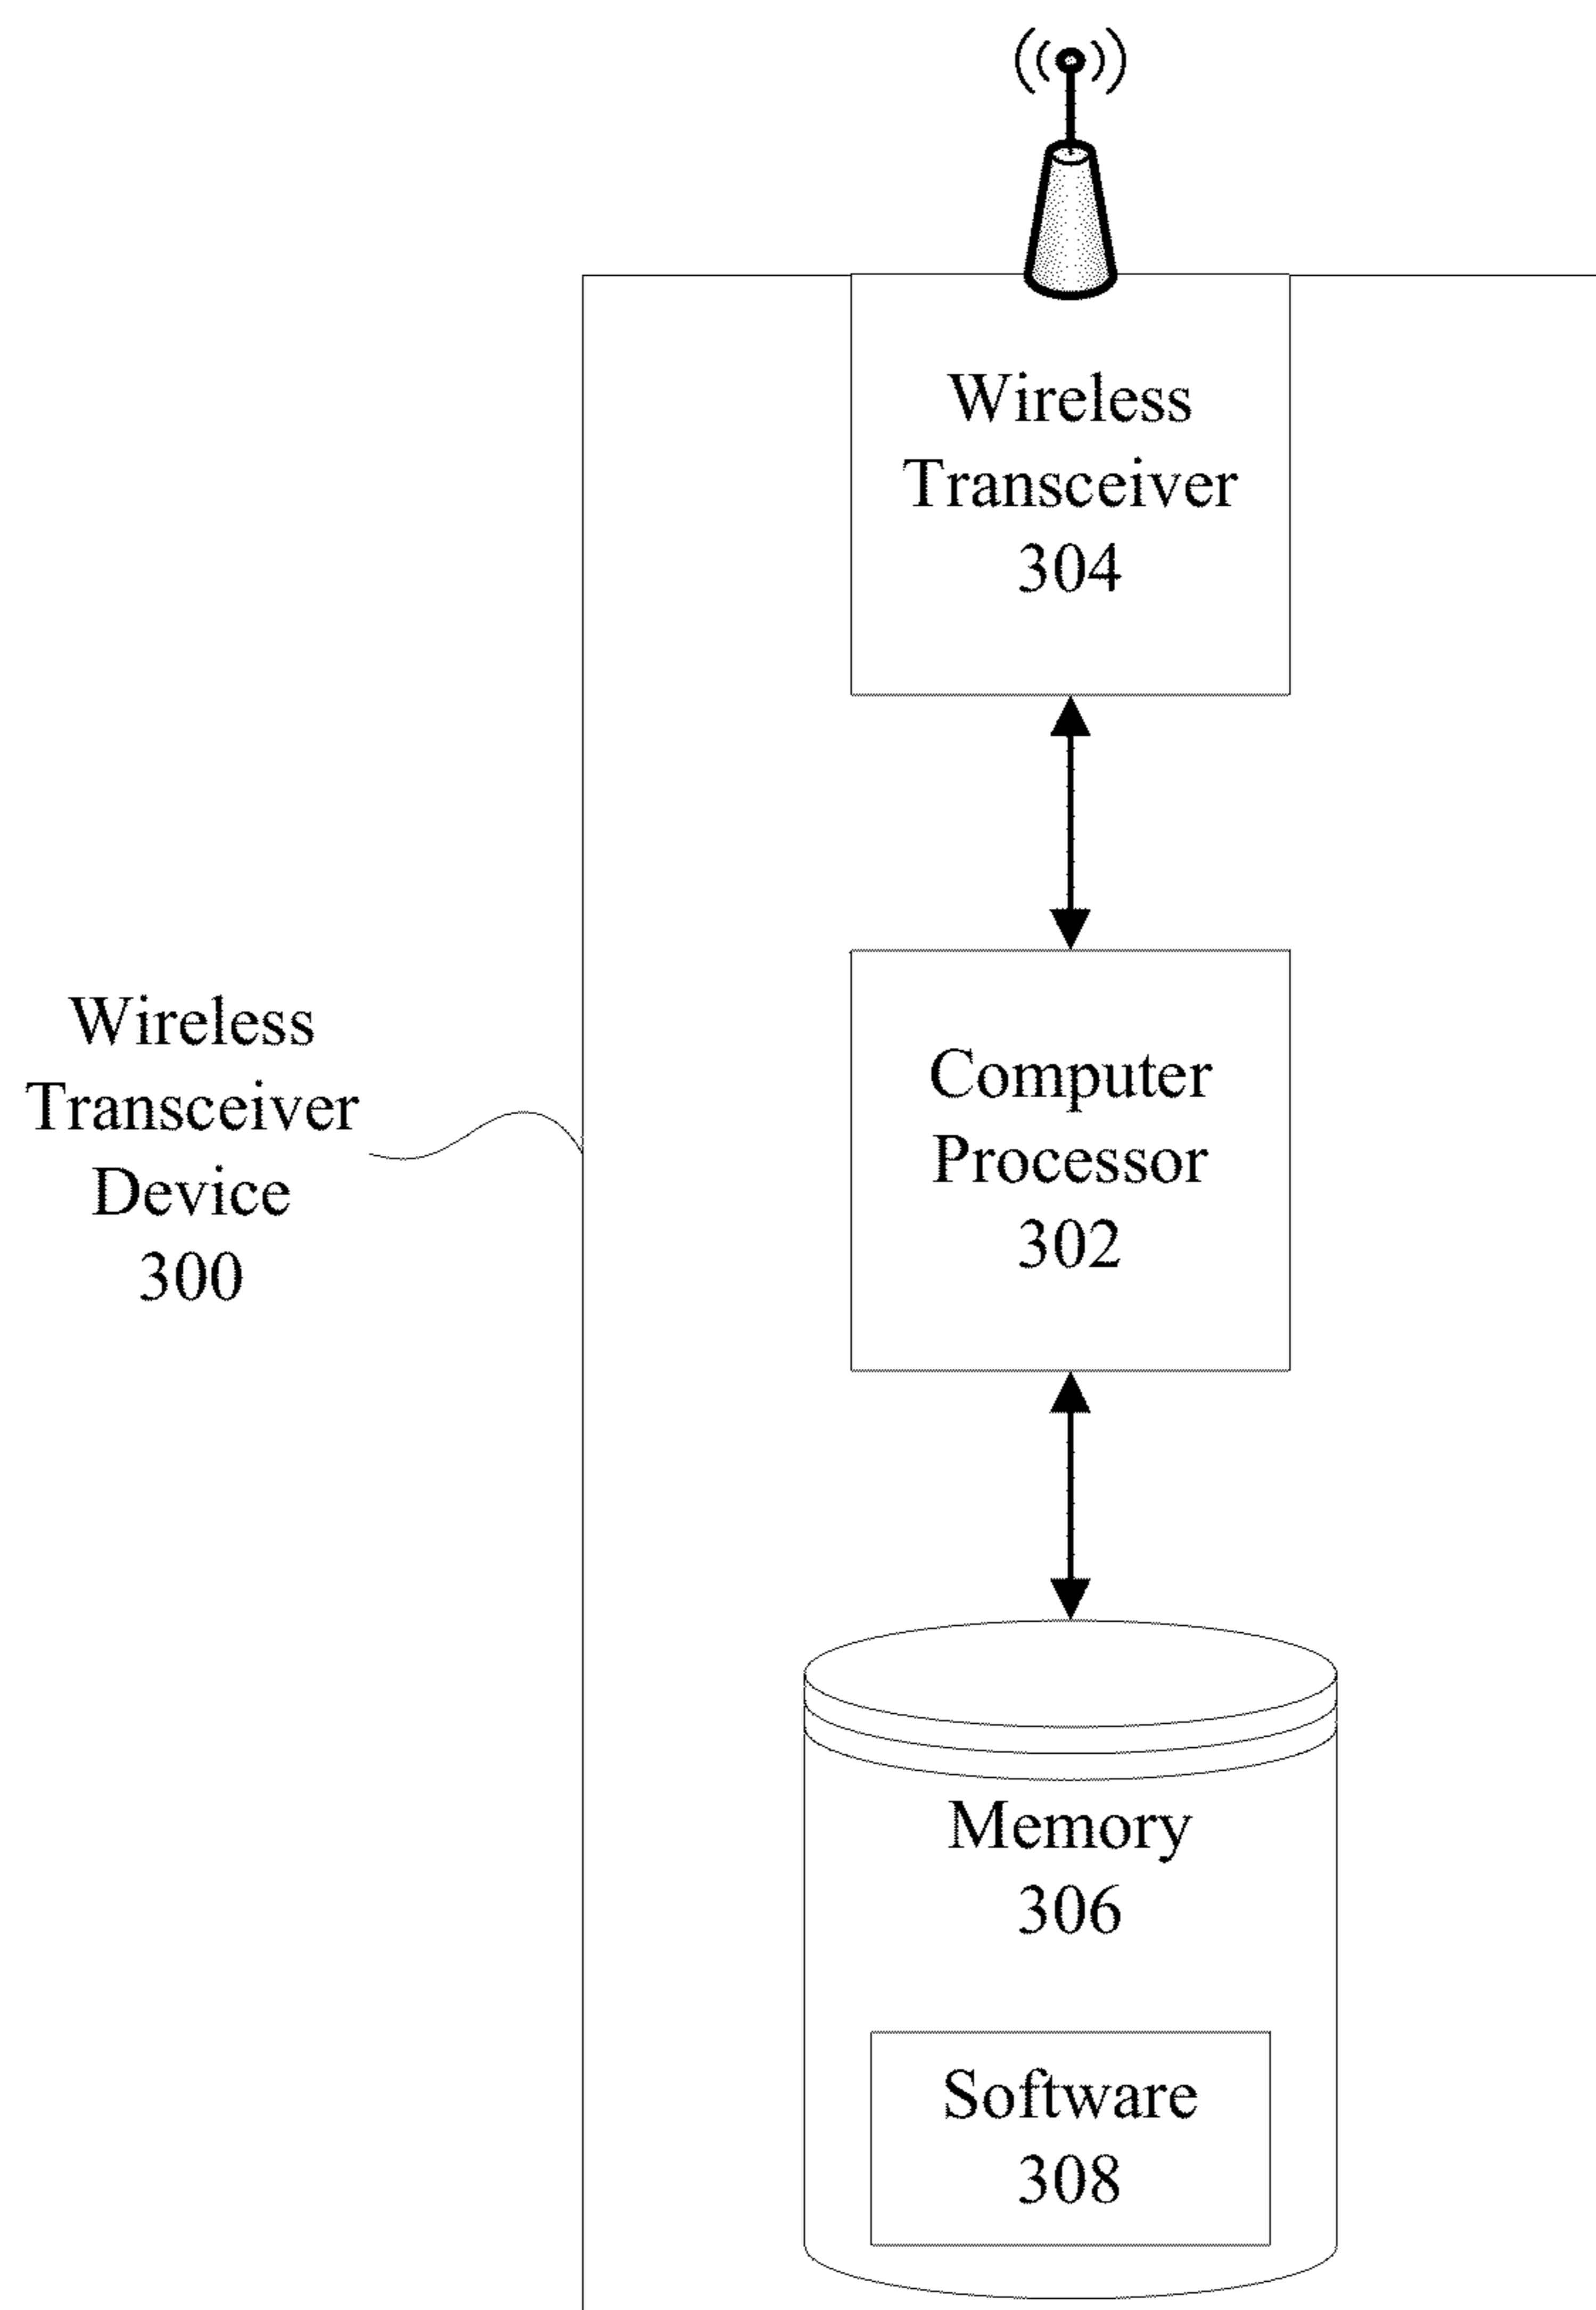 Wireless
Transceiver
304
Wireless
Transceiver
Device
300
Computer
Processor
302
Memory
306
Software
308